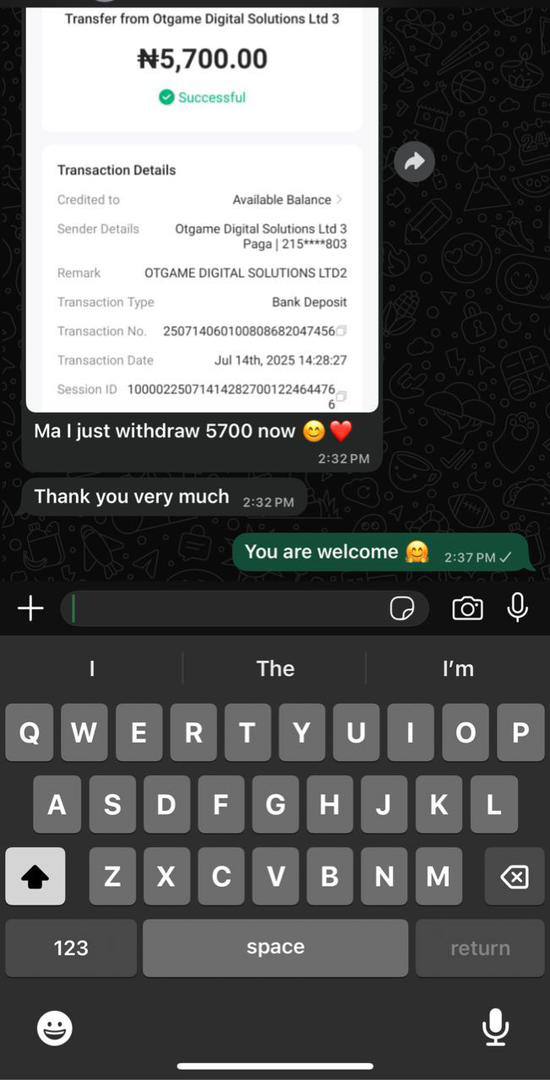 Transfer from Otgame Digital Solutions Ltd 3
₦5,700.00
Successful
Transaction Details
Credited to Available Balance
Sender Details Otgame Digital Solutions Ltd 3
Paga | 215****803
Remark OTGAME DIGITAL SOLUTIONS LTD2
Transaction Type Bank Deposit
Transaction No. 250714060100808682047456
Transaction Date Jul 14th, 2025 14:28:27
Session ID 10000225071414282700122464476
6
Ma I just withdraw 5700 now 😊❤️
2:32 PM
Thank you very much 2:32 PM
You are welcome 🤗 2:37 PM ✓
I The I'm
Q W E R T Y U I O P
A S D F G H J K L
Z X C V B N M
123 space return